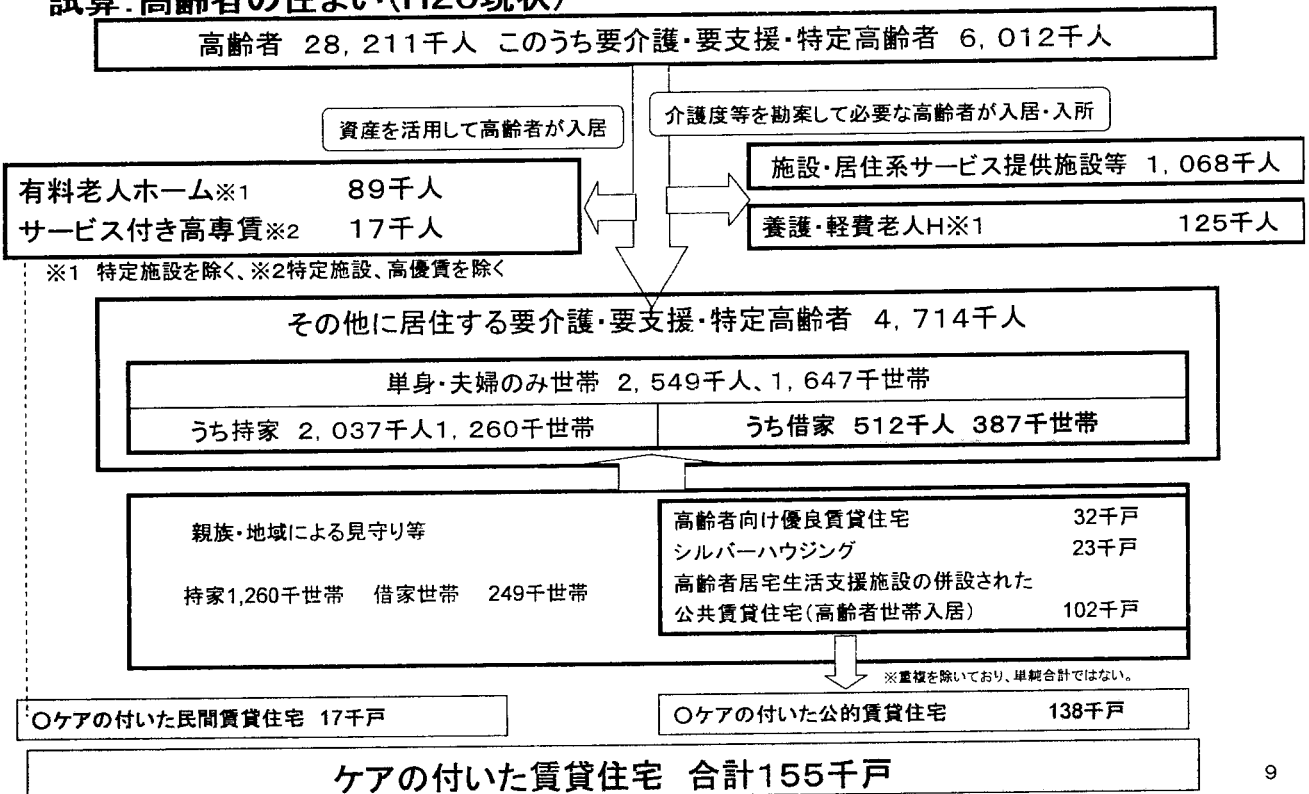 試算:高齢者の住まい(H20現状)
高齢者 28,211千人 このうち要介護・要支援・特定高齢者 6,012千人
資産を活用して高齢者が入居
介護度等を勘案して必要な高齢者が入居・入所
有料老人ホーム※1 89千人
サービス付き高専賃※2 17千人
施設・居住系サービス提供施設等 1,068千人
養護・軽費老人H※1 125千人
※1 特定施設を除く、※2特定施設、高優賃を除く
その他に居住する要介護・要支援・特定高齢者 4,714千人
単身・夫婦のみ世帯 2,549千人、1,647千世帯
うち持家 2,037千人1,260千世帯
うち借家 512千人 387千世帯
親族・地域による見守り等
持家1,260千世帯 借家世帯 249千世帯
高齢者向け優良賃貸住宅 32千戸
シルバーハウジング 23千戸
高齢者居宅生活支援施設の併設された
公共賃貸住宅(高齢者世帯入居) 102千戸
※重複を除いており、単純合計ではない。
○ケアの付いた民間賃貸住宅 17千戸
○ケアの付いた公的賃貸住宅 138千戸
ケアの付いた賃貸住宅 合計155千戸
9